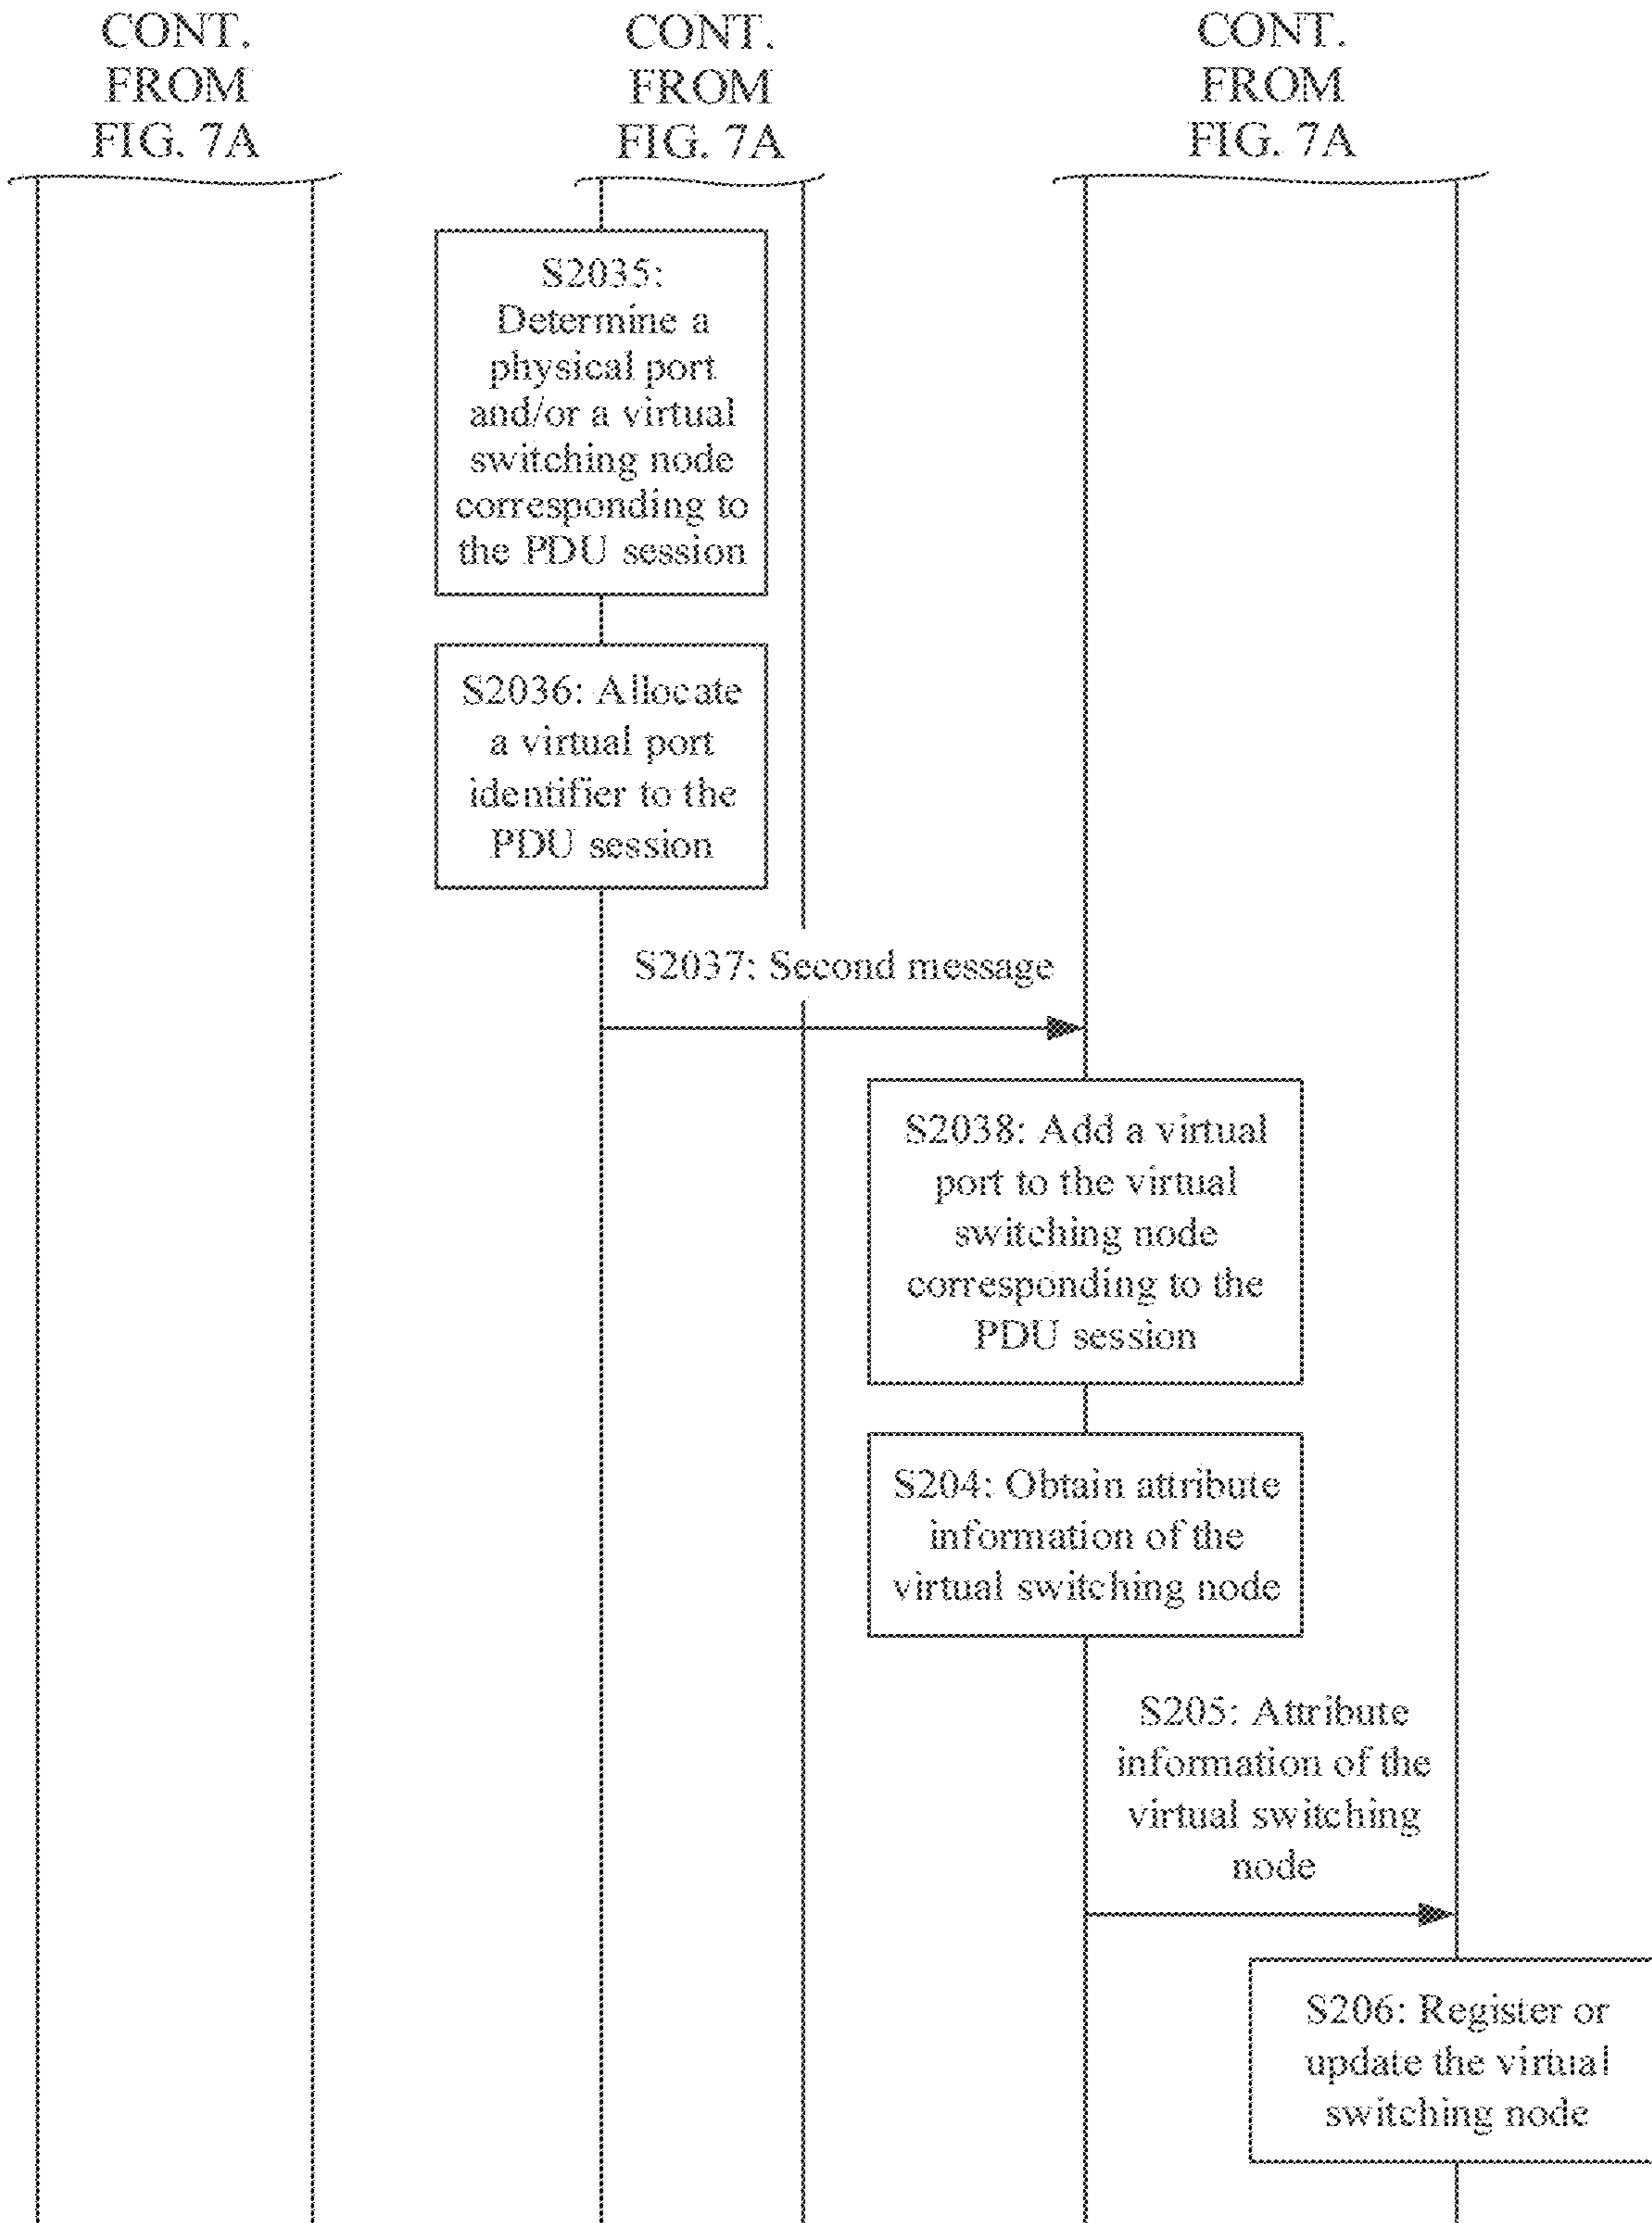 CONT.
FROM
FIG. 7A
CONT.
FROM
FIG. 7A
CONT.
FROM
FIG. 7A
S2035:
Determine a
physical port
and/or a virtual
switching node
corresponding to
the PDU session
S2036: Allocate
a virtual port
identifier to the
PDU session
S2037: Second message
S2038: Add a virtual
port to the virtual
switching node
corresponding to the
PDU session
S204: Obtain attribute
information of the
virtual switching node
S205: Attribute
information of the
virtual switching
node
S206: Register or
update the virtual
switching node